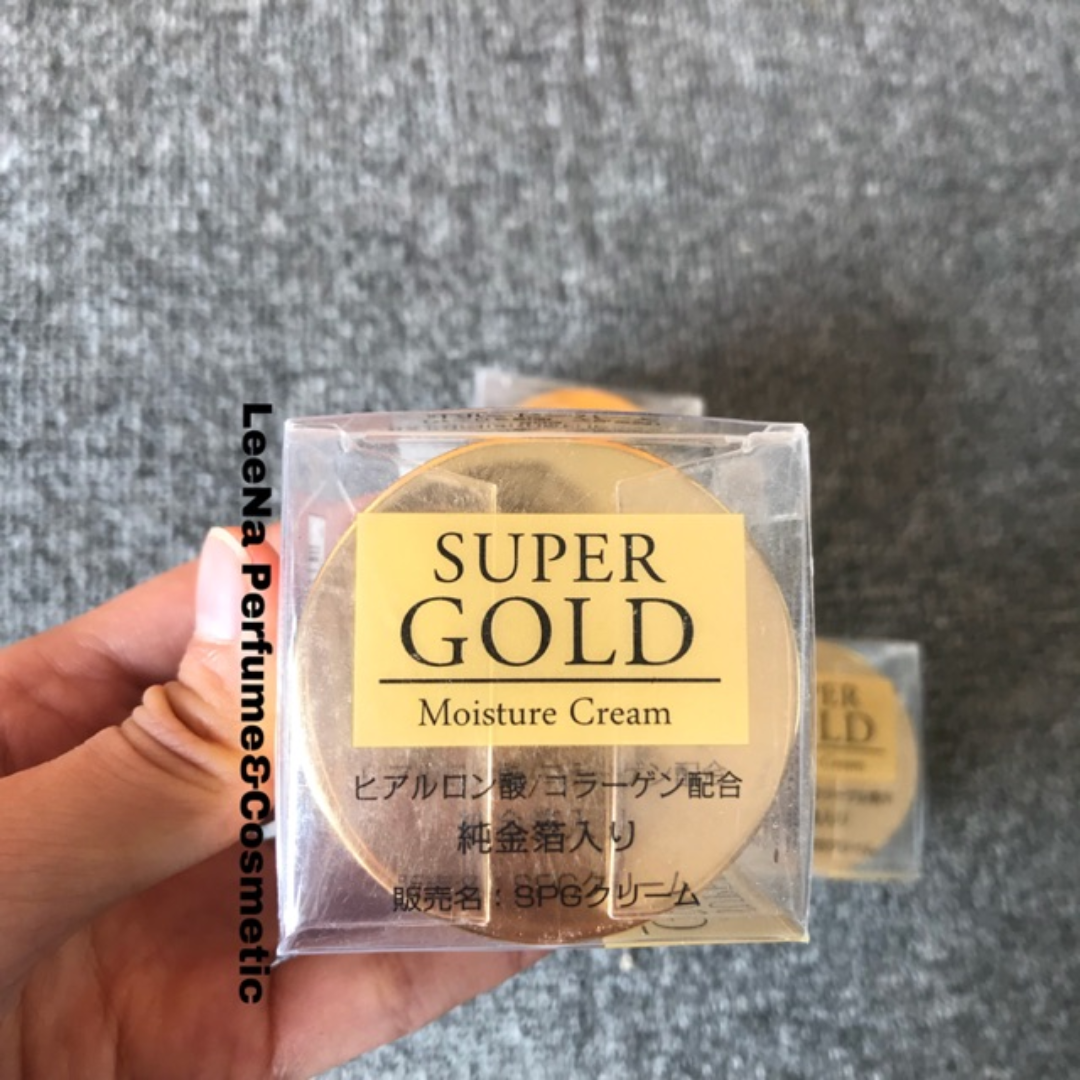 SUPER
GOLD
Moisture Cream
ヒアルロン酸/コラーゲン配合
純金箔入り
販売名：SPGクリーム
LeeNa Perfume&Cosmetic